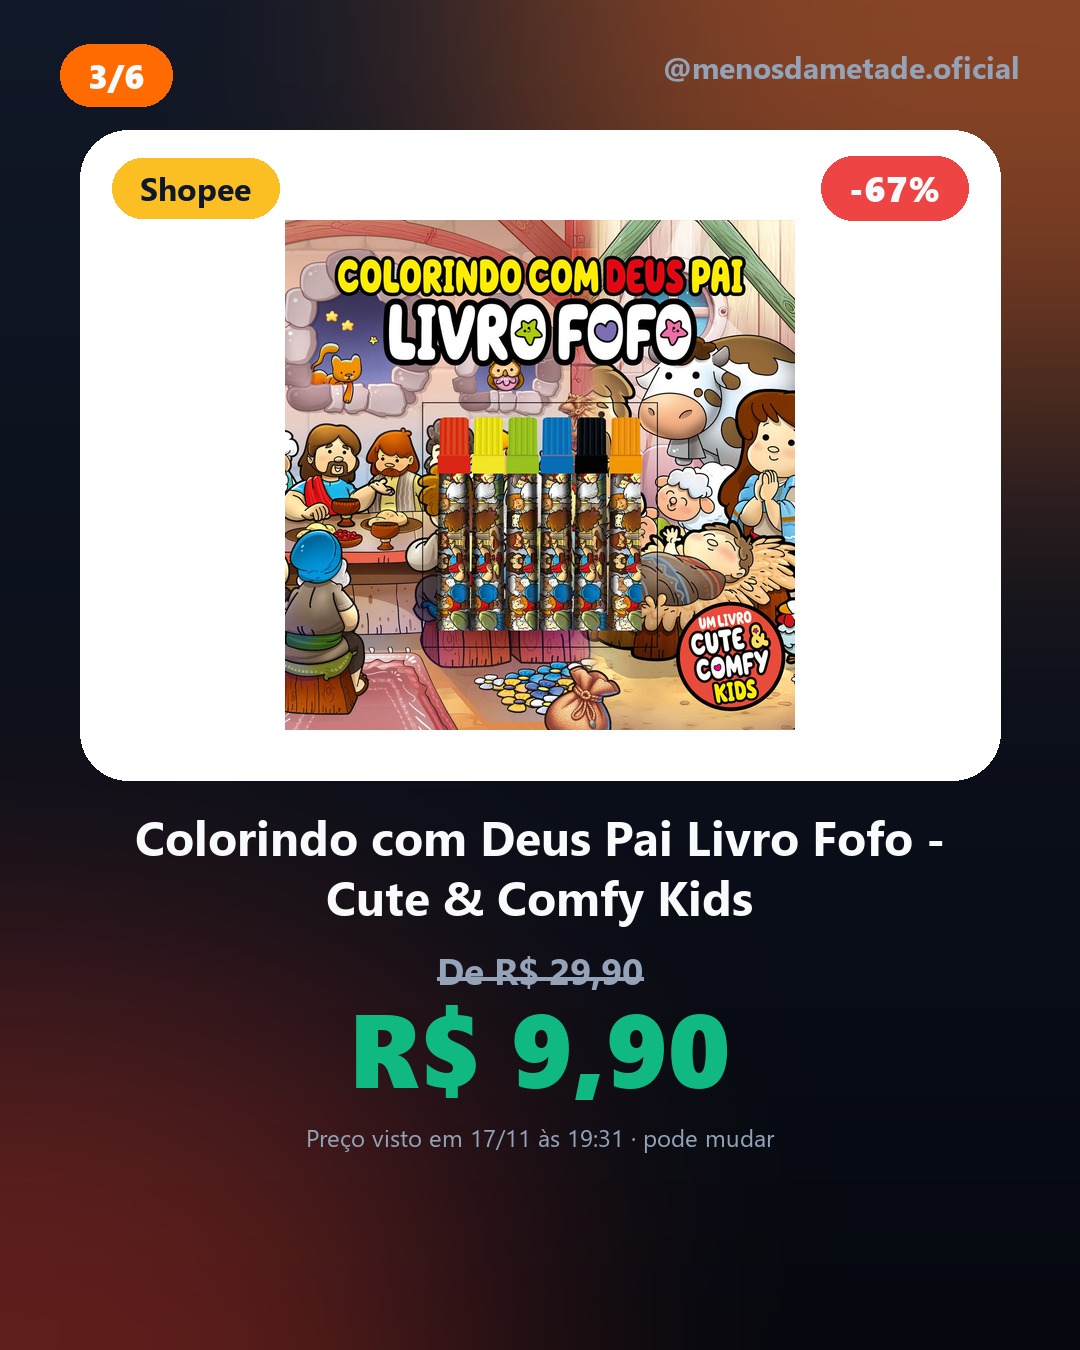 3/6
@menosdametade.oficial
Shopee
-67%
COLORINDO COM DEUS PAI
LIVRO FOFO
UM LIVRO
CUTE &
COMFY
KIDS
Colorindo com Deus Pai Livro Fofo -
Cute & Comfy Kids
De R$ 29,90
R$ 9,90
Preço visto em 17/11 às 19:31 · pode mudar